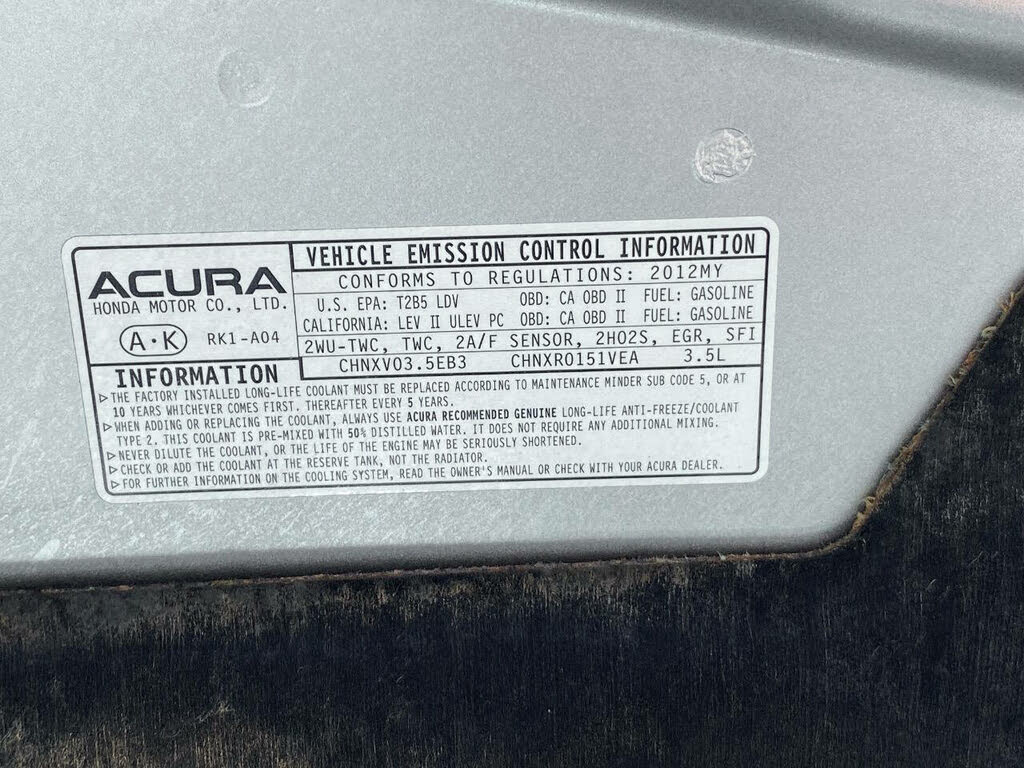 ACURA
HONDA MOTOR CO., LTD.
A·K RK1-A04
VEHICLE EMISSION CONTROL INFORMATION
CONFORMS TO REGULATIONS: 2012MY
U.S. EPA: T2B5 LDV OBD: CA OBD II FUEL: GASOLINE
CALIFORNIA: LEV II ULEV PC OBD: CA OBD II FUEL: GASOLINE
2WU-TWC, TWC, 2A/F SENSOR, 2HO2S, EGR, SFI
CHNXV03.5EB3 CHNXR0151VEA 3.5L
INFORMATION
▷THE FACTORY INSTALLED LONG-LIFE COOLANT MUST BE REPLACED ACCORDING TO MAINTENANCE MINDER SUB CODE 5, OR AT
10 YEARS WHICHEVER COMES FIRST. THEREAFTER EVERY 5 YEARS.
▷WHEN ADDING OR REPLACING THE COOLANT, ALWAYS USE ACURA RECOMMENDED GENUINE LONG-LIFE ANTI-FREEZE/COOLANT
TYPE 2. THIS COOLANT IS PRE-MIXED WITH 50% DISTILLED WATER. IT DOES NOT REQUIRE ANY ADDITIONAL MIXING.
▷NEVER DILUTE THE COOLANT, OR THE LIFE OF THE ENGINE MAY BE SERIOUSLY SHORTENED.
▷CHECK OR ADD THE COOLANT AT THE RESERVE TANK, NOT THE RADIATOR.
▷FOR FURTHER INFORMATION ON THE COOLING SYSTEM, READ THE OWNER'S MANUAL OR CHECK WITH YOUR ACURA DEALER.